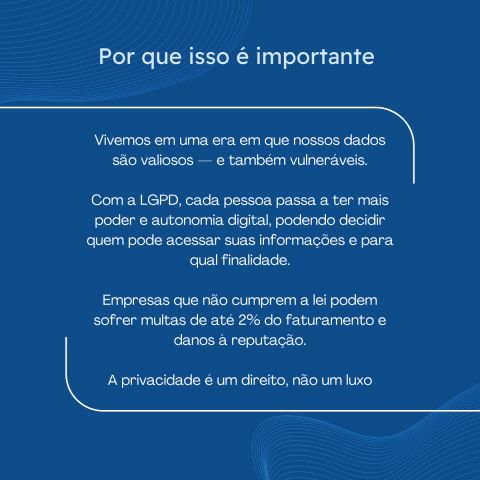 Por que isso é importante
Vivemos em uma era em que nossos dados
são valiosos — e também vulneráveis.
Com a LGPD, cada pessoa passa a ter mais
poder e autonomia digital, podendo decidir
quem pode acessar suas informações e para
qual finalidade.
Empresas que não cumprem a lei podem
sofrer multas de até 2% do faturamento e
danos à reputação.
A privacidade é um direito, não um luxo